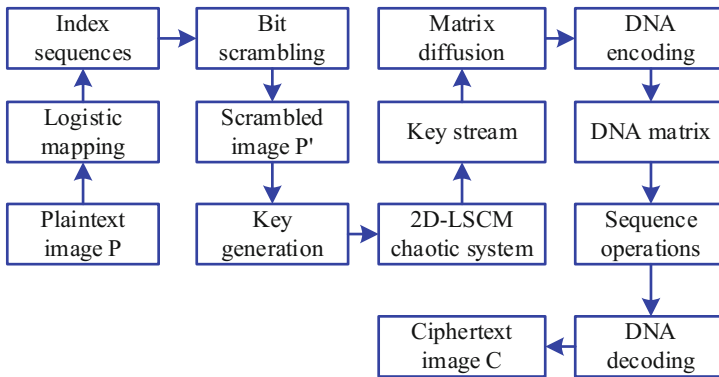 Index
sequences
Bit
scrambling
Matrix
diffusion
DNA
encoding
Logistic
mapping
Scrambled
image P'
Key stream
DNA matrix
Plaintext
image P
Key
generation
2D-LSCM
chaotic system
Sequence
operations
Ciphertext
image C
DNA
decoding